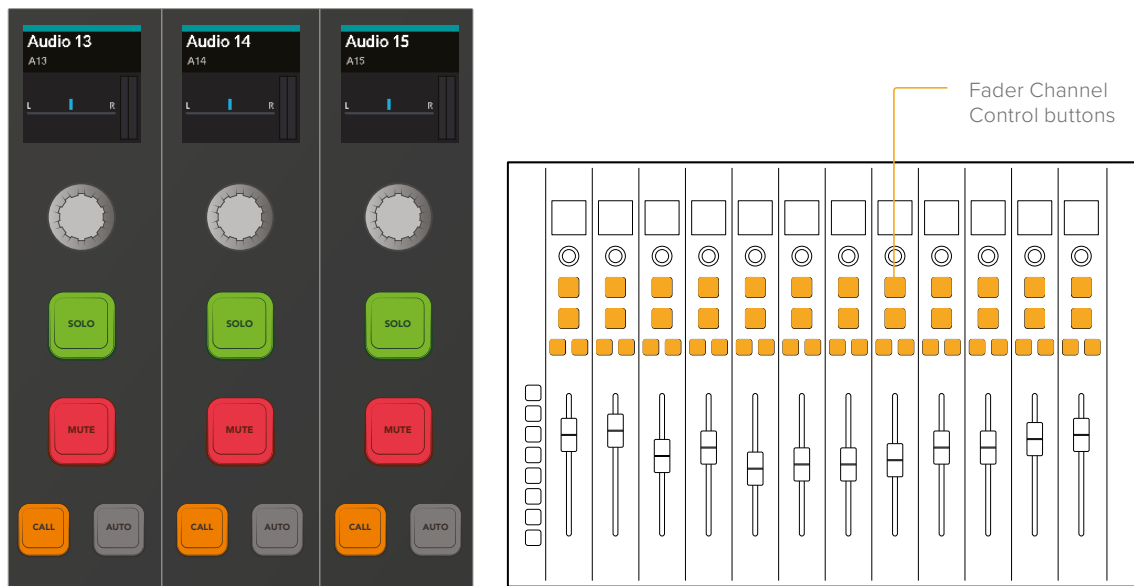 Audio 13
A13
L R
SOLO
MUTE
CALL AUTO
Audio 14
A14
L R
SOLO
MUTE
CALL AUTO
Audio 15
A15
L R
SOLO
MUTE
CALL AUTO
Fader Channel
Control buttons